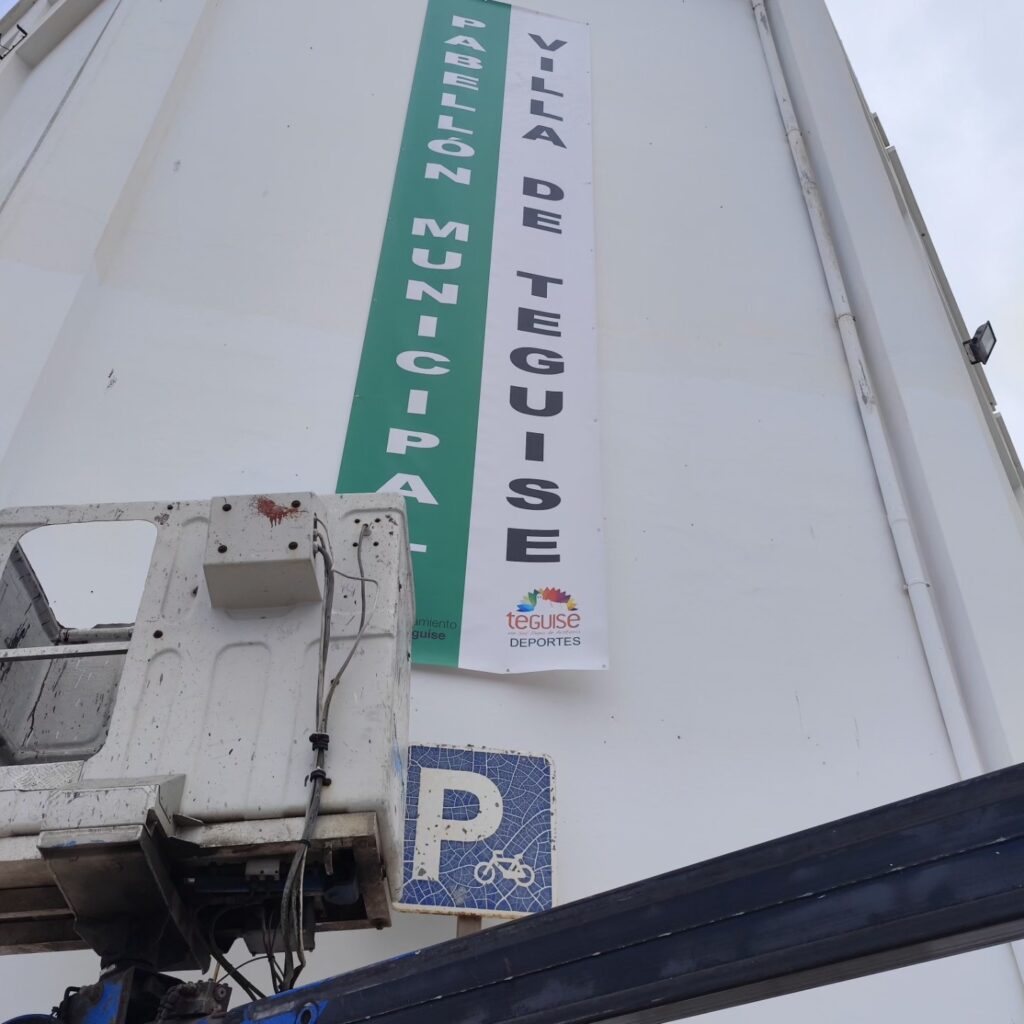 PABELLÓN MUNICIPAL
VILLA DE TEGUISE
teguise
DEPORTES
P